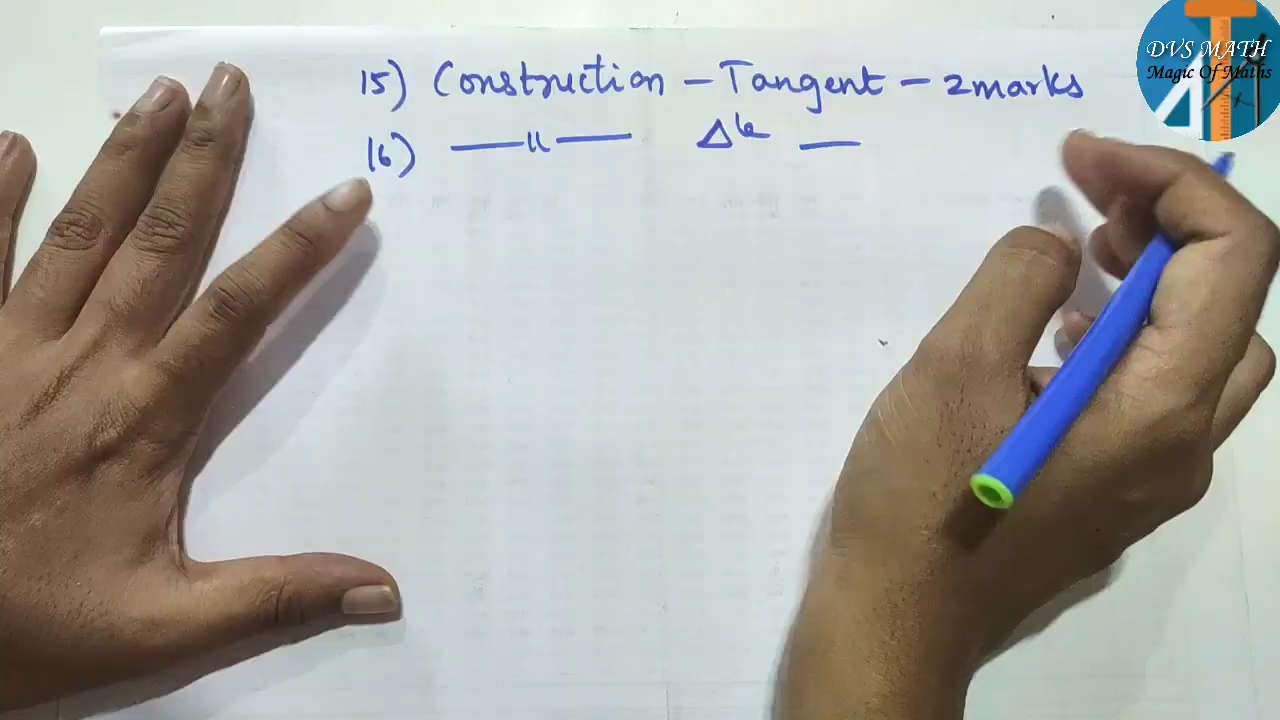 15) Construction – Tangent – 2marks
16) —〃— Δle —
DVS MATH
Magic Of Maths